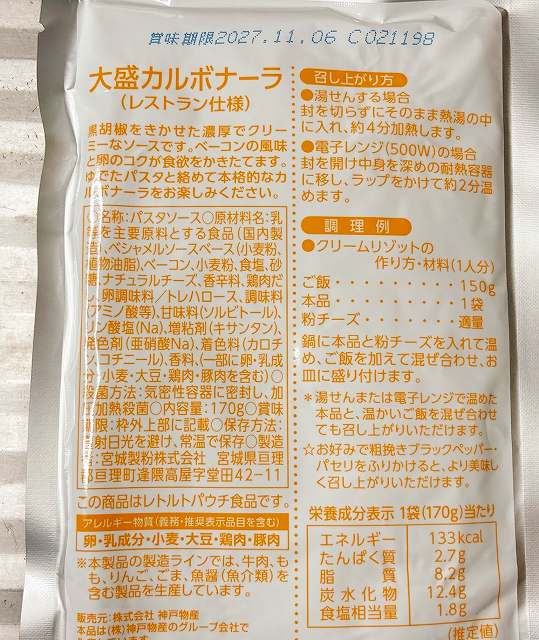 賞味期限2027.11.06 C021198
大盛カルボナーラ
(レストラン仕様)
黒胡椒をきかせた濃厚でクリー
ミーなソースです。ベーコンの風味
と卵のコクが食欲をかきたてます。
ゆでたパスタと絡めて本格的なカ
ルボナーラをお楽しみください。
○名称:パスタソース○原材料名:乳
等を主要原料とする食品(国内製
造)、ベシャメルソースベース(小麦粉、
植物油脂)、ベーコン、小麦粉、食塩、砂
糖、ナチュラルチーズ、香辛料、鶏肉だ
し、卵調味料/トレハロース、調味料
(アミノ酸等)、甘味料(ソルビトール)、
リン酸塩(Na)、増粘剤(キサンタン)、
発色剤(亜硝酸Na)、着色料(カロチ
ン、コチニール)、香料、(一部に卵・乳成
分・小麦・大豆・鶏肉・豚肉を含む)○
殺菌方法:気密性容器に密封し、加
圧加熱殺菌○内容量:170g○賞味
期限:枠外上部に記載○保存方法:
直射日光を避け、常温で保存○製造
者:宮城製粉株式会社 宮城県亘理
郡亘理町逢隈高屋字堂田42-11
この商品はレトルトパウチ食品です。
アレルギー物質(義務・推奨表示品目を含む)
卵・乳成分・小麦・大豆・鶏肉・豚肉
※本製品の製造ラインでは、牛肉、も
も、りんご、ごま、魚醤(魚介類)を
含む製品を生産しています。
販売元:株式会社 神戸物産
本品は(株)神戸物産のグループ会社で
召し上がり方
●湯せんする場合
封を切らずにそのまま熱湯の中
に入れ、約4分加熱します。
●電子レンジ(500W)の場合
封を開け中身を深めの耐熱容器
に移し、ラップをかけて約2分温
めます。
調理例
●クリームリゾットの
作り方・材料(1人分)
ご飯・・・・・・・・・150g
本品・・・・・・・・・1袋
粉チーズ・・・・・・・適量
鍋に本品と粉チーズを入れて温
め、ご飯を加えて混ぜ合わせ、お
皿に盛り付けます。
＊湯せんまたは電子レンジで温めた
本品と、温かいご飯を混ぜ合わせ
ても召し上がりいただけます。
☆お好みで粗挽きブラックペッパー・
パセリをふりかけると、より美味し
く召し上がりいただけます。
栄養成分表示 1袋(170g)当たり
エネルギー 133kcal
たんぱく質 2.7g
脂質 8.2g
炭水化物 12.4g
食塩相当量 1.8g
(推定値)